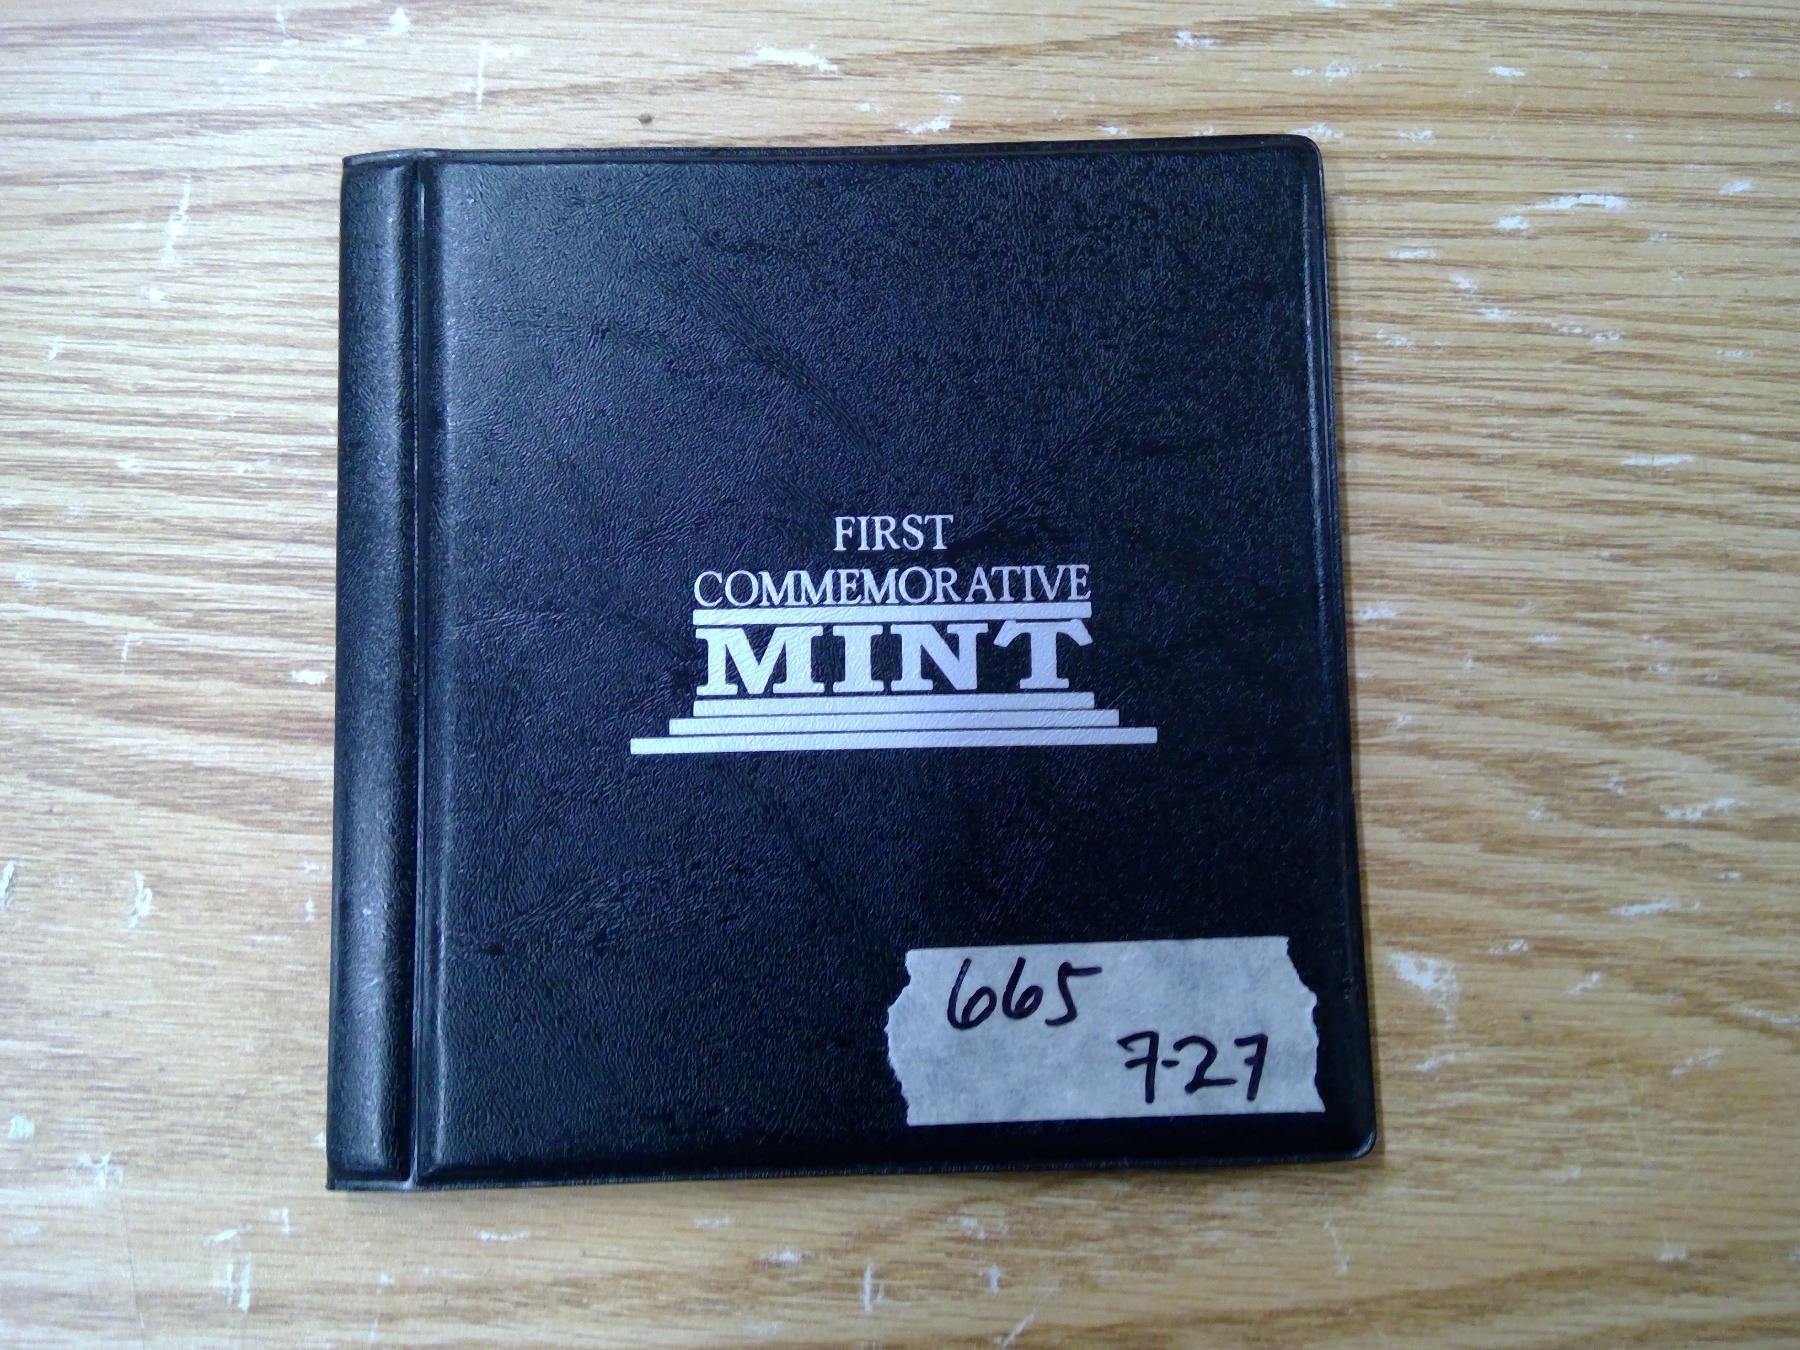 FIRST
COMMEMORATIVE
MINT
665
7-27